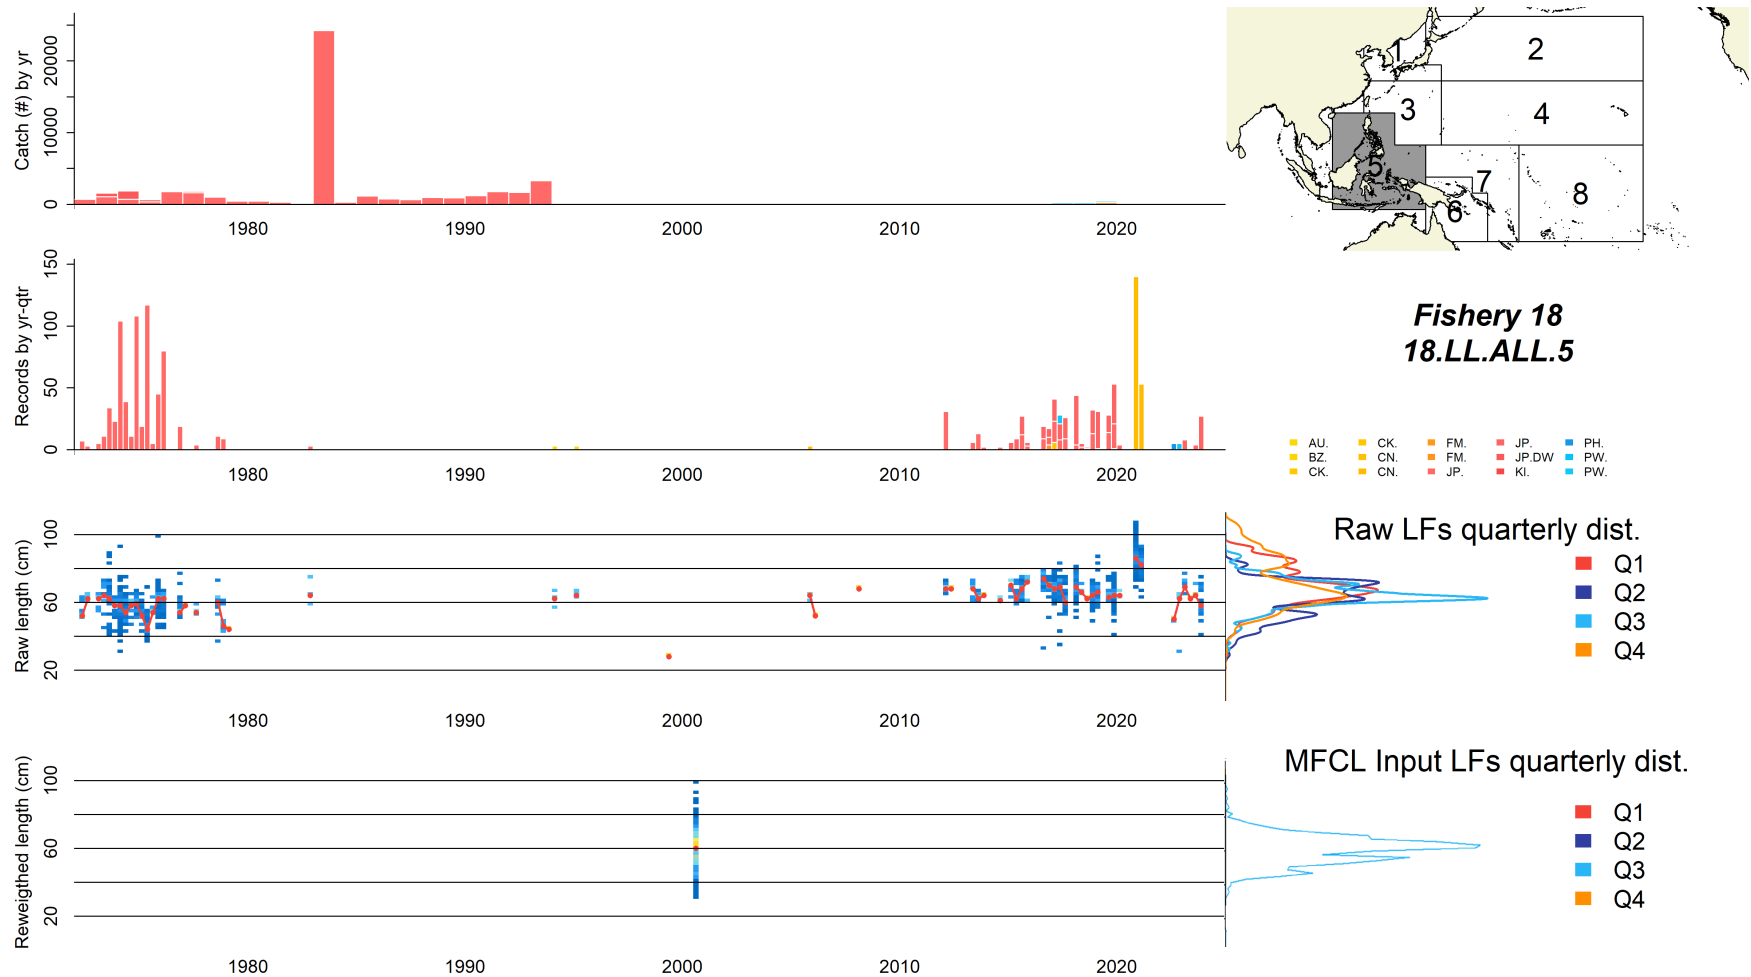 Catch (#) by yr
0
10000
20000
1980
1990
2000
2010
2020
1
2
3
4
5
6
7
8
Records by yr-qtr
0
50
100
150
1980
1990
2000
2010
2020
Fishery 18
18.LL.ALL.5
AU. CK. FM. JP. PH.
BZ. CN. FM. JP.DW PW.
CK. CN. JP. KI. PW.
Raw length (cm)
20
60
100
1980
1990
2000
2010
2020
Raw LFs quarterly dist.
Q1
Q2
Q3
Q4
Reweigthed length (cm)
20
60
100
1980
1990
2000
2010
2020
MFCL Input LFs quarterly dist.
Q1
Q2
Q3
Q4